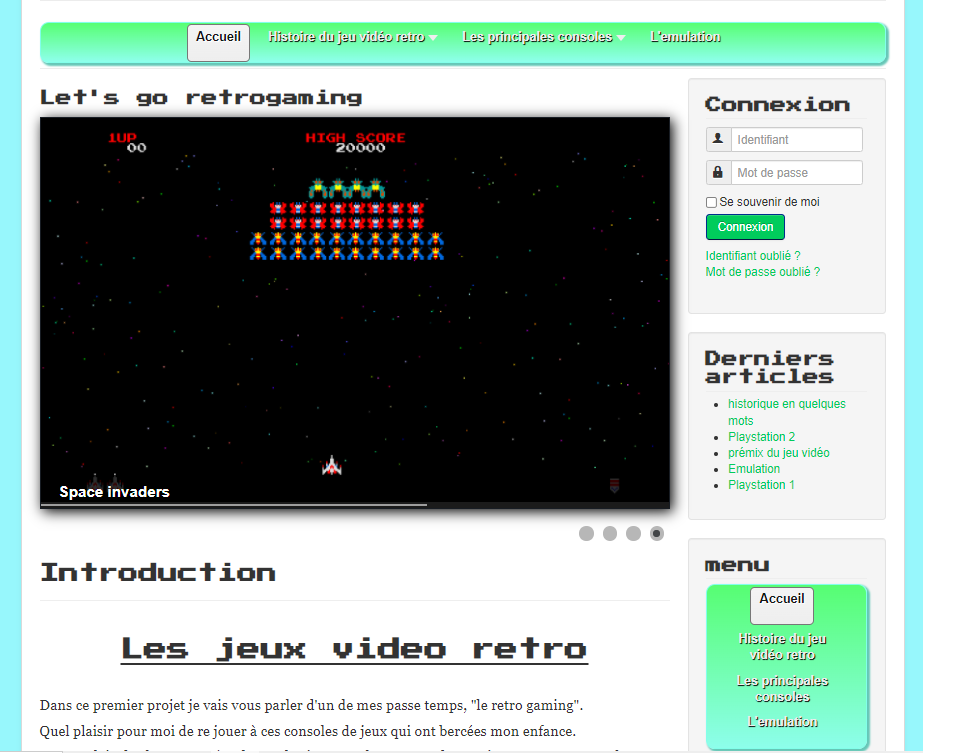 Accueil Histoire du jeu vidéo retro Les principales consoles L'emulation
Let's go retrogaming
1UP HIGH SCORE
00 20000
Space invaders
Introduction
Les jeux video retro
Dans ce premier projet je vais vous parler d'un de mes passe temps, "le retro gaming".
Quel plaisir pour moi de re jouer à ces consoles de jeux qui ont bercées mon enfance.
Connexion
Identifiant
Mot de passe
Se souvenir de moi
Connexion
Identifiant oublié ?
Mot de passe oublié ?
Derniers
articles
historique en quelques
mots
Playstation 2
prémix du jeu vidéo
Emulation
Playstation 1
menu
Accueil
Histoire du jeu
vidéo retro
Les principales
consoles
L'emulation